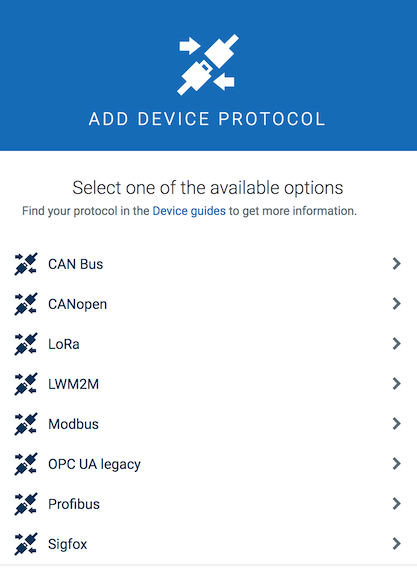 ADD DEVICE PROTOCOL
Select one of the available options
Find your protocol in the Device guides to get more information.
CAN Bus
CANopen
LoRa
LWM2M
Modbus
OPC UA legacy
Profibus
Sigfox